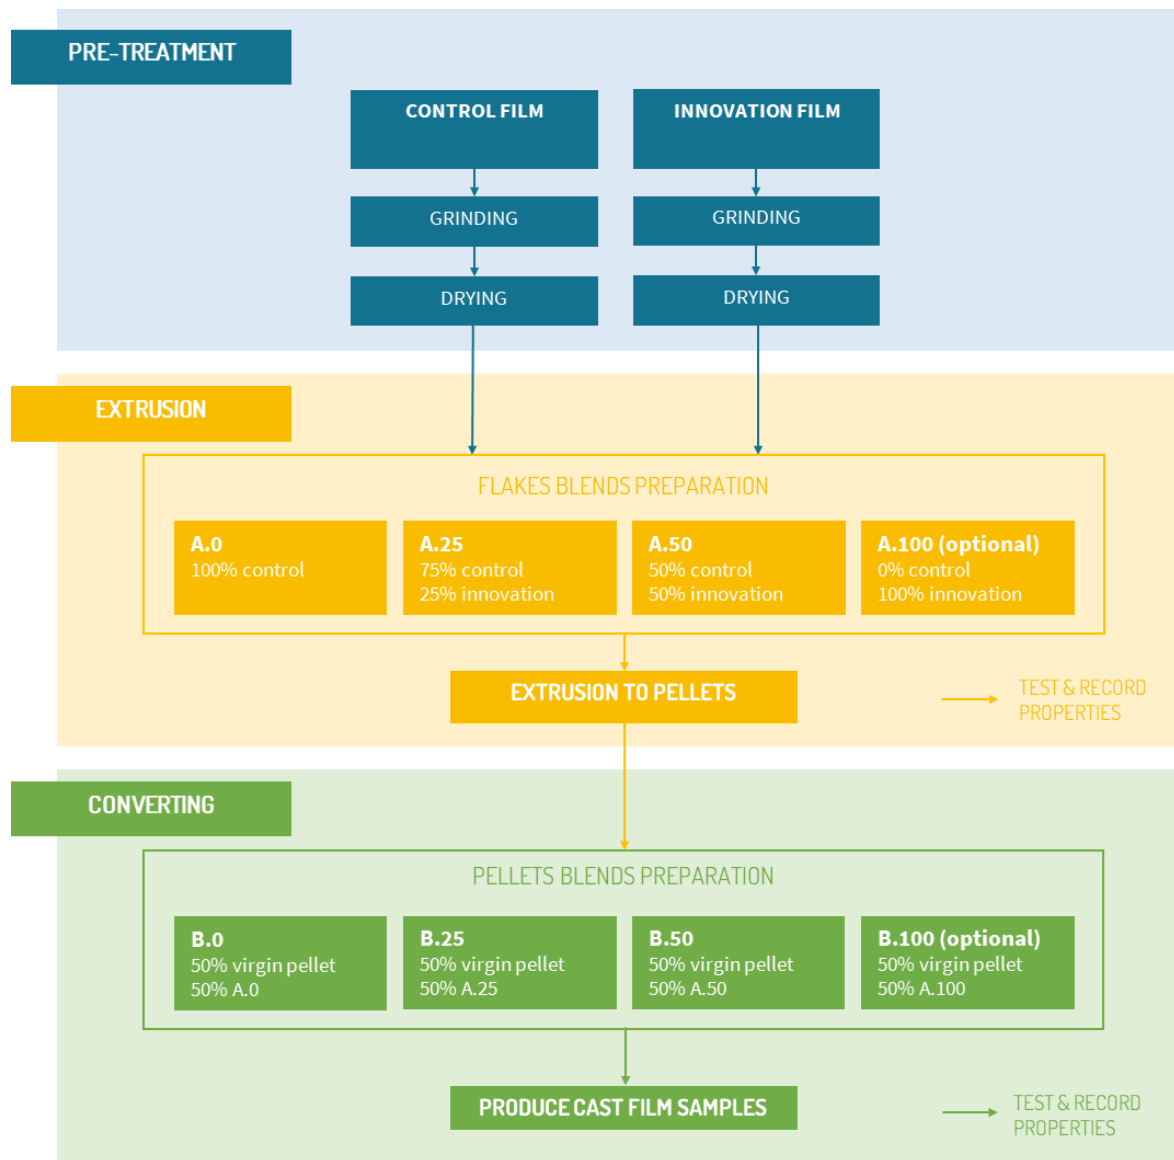 PRE-TREATMENT
CONTROL FILM
INNOVATION FILM
GRINDING
GRINDING
DRYING
DRYING
EXTRUSION
FLAKES BLENDS PREPARATION
A.0
100% control
A.25
75% control
25% innovation
A.50
50% control
50% innovation
A.100 (optional)
0% control
100% innovation
EXTRUSION TO PELLETS
TEST & RECORD
PROPERTIES
CONVERTING
PELLETS BLENDS PREPARATION
B.0
50% virgin pellet
50% A.0
B.25
50% virgin pellet
50% A.25
B.50
50% virgin pellet
50% A.50
B.100 (optional)
50% virgin pellet
50% A.100
PRODUCE CAST FILM SAMPLES
TEST & RECORD
PROPERTIES